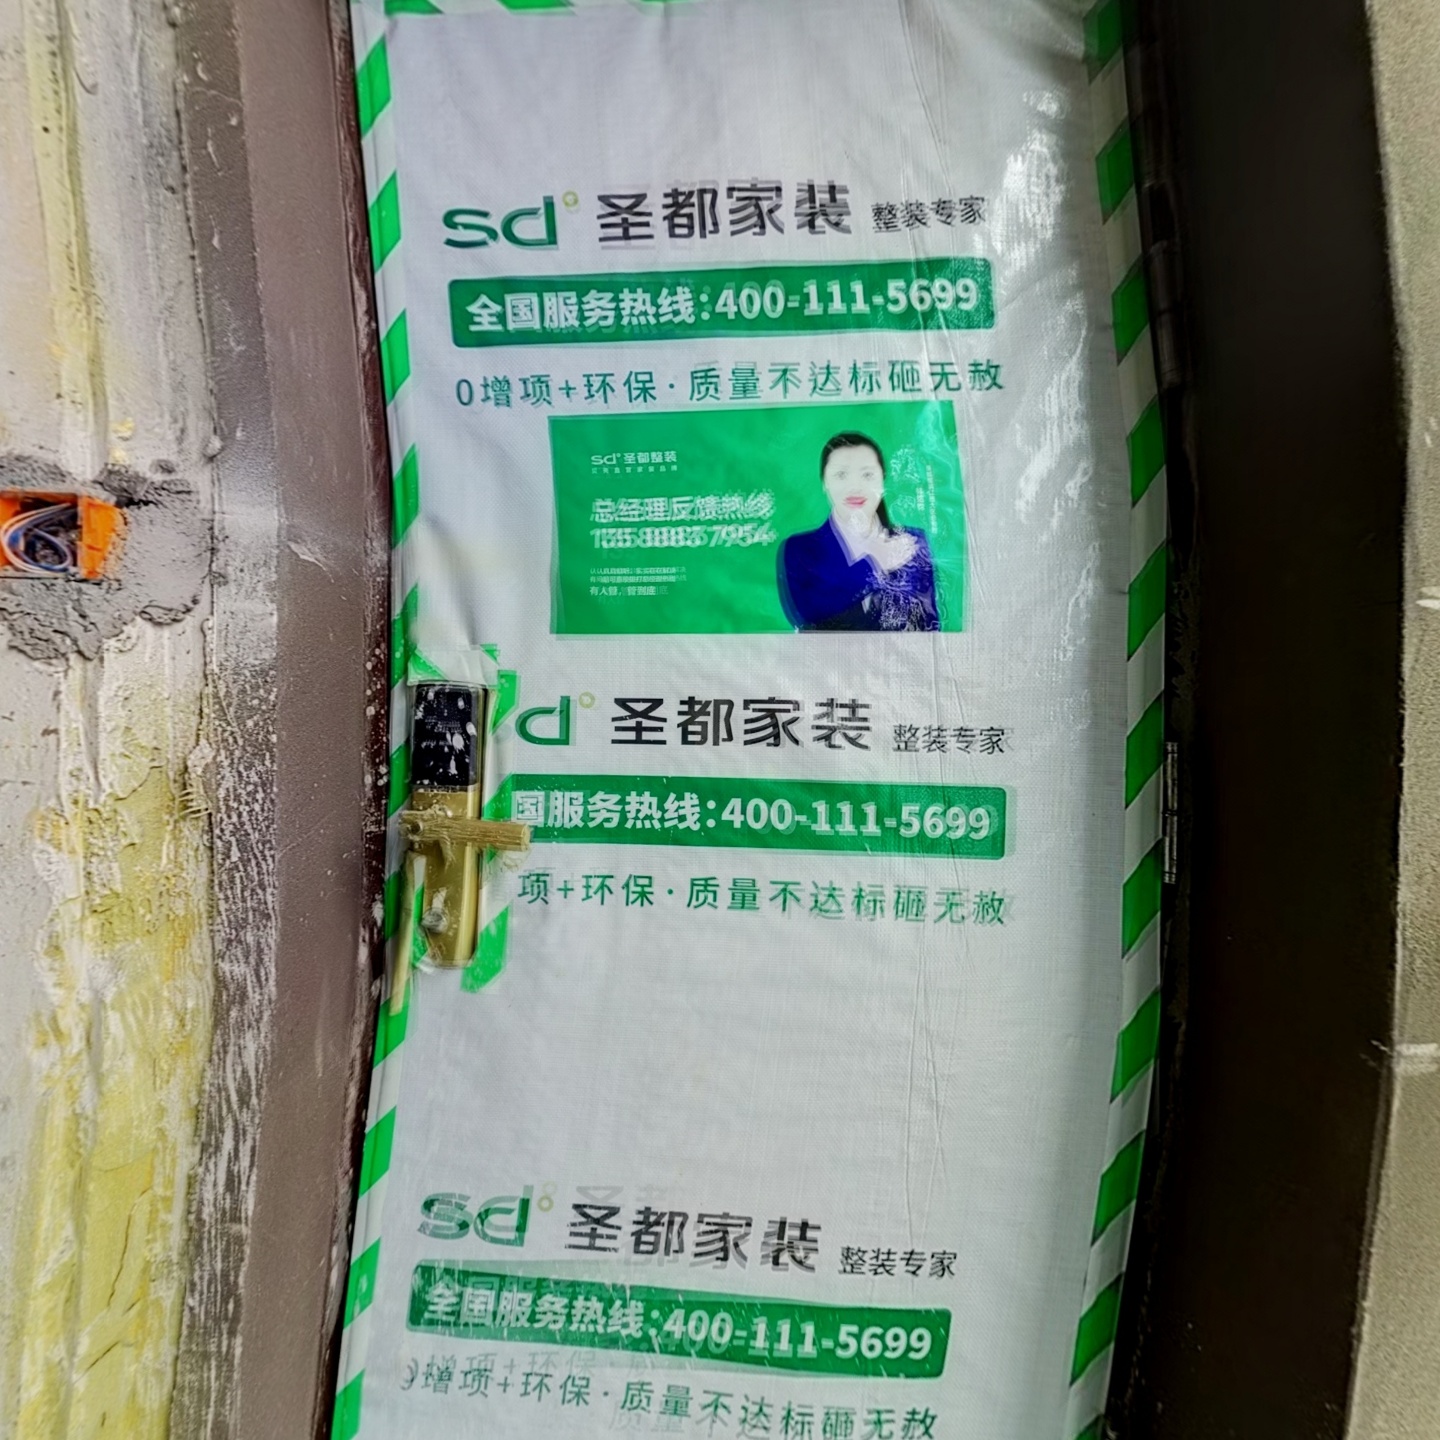 sd 圣都家装 整装专家
全国服务热线:400-111-5699
0增项+环保·质量不达标砸无赦
sd 圣都整装
总经理反馈热线
d 圣都家装 整装专家
国服务热线:400-111-5699
项+环保·质量不达标砸无赦
sd 圣都家装 整装专家
全国服务热线:400-111-5699
增项+环保·质量不达标砸无赦